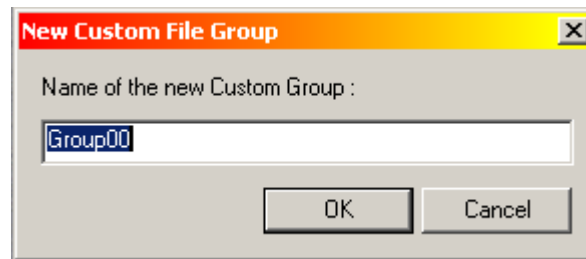 New Custom File Group
Name of the new Custom Group :
Group00
OK
Cancel